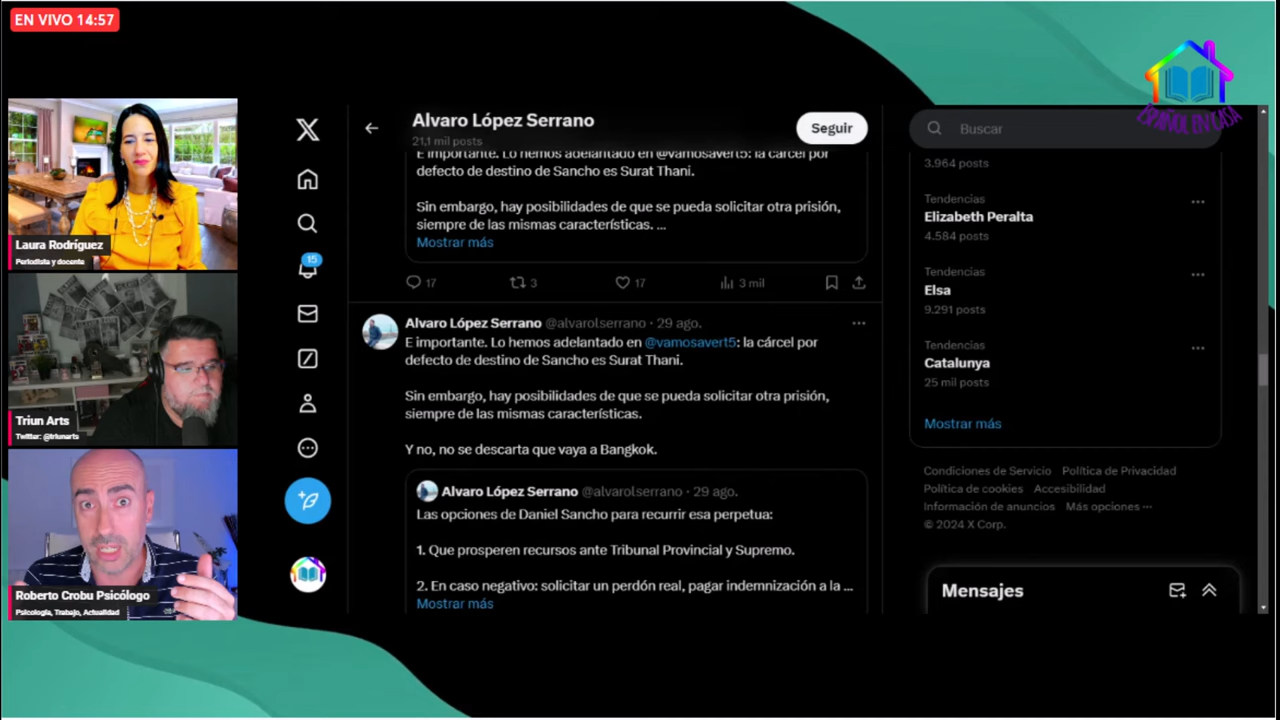 EN VIVO 14:57
Laura Rodríguez
Periodista y docente
Triun Arts
Twitter: @triunarts
Roberto Crobu Psicólogo
Psicología, Trabajo, Actualidad
15
Alvaro López Serrano
21,1 mil posts
Seguir
E importante. Lo hemos adelantado en @vamosavert5: la cárcel por
defecto de destino de Sancho es Surat Thani.
Sin embargo, hay posibilidades de que se pueda solicitar otra prisión,
siempre de las mismas características. ...
Mostrar más
17 3 17 3 mil
Alvaro López Serrano @alvarolserrano · 29 ago.
E importante. Lo hemos adelantado en @vamosavert5: la cárcel por
defecto de destino de Sancho es Surat Thani.
Sin embargo, hay posibilidades de que se pueda solicitar otra prisión,
siempre de las mismas características.
Y no, no se descarta que vaya a Bangkok.
Alvaro López Serrano @alvarolserrano · 29 ago.
Las opciones de Daniel Sancho para recurrir esa perpetua:
1. Que prosperen recursos ante Tribunal Provincial y Supremo.
2. En caso negativo: solicitar un perdón real, pagar indemnización a la ...
Mostrar más
ESPAÑOL EN CASA
Buscar
3.964 posts
Tendencias
Elizabeth Peralta
4.584 posts
Tendencias
Elsa
9.291 posts
Tendencias
Catalunya
25 mil posts
Mostrar más
Condiciones de Servicio Política de Privacidad
Política de cookies Accesibilidad
Información de anuncios Más opciones ···
© 2024 X Corp.
Mensajes